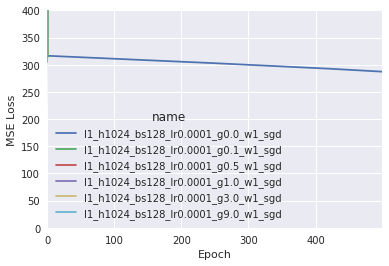 400
350
300
250
200
150
100
50
0
MSE Loss
name
l1_h1024_bs128_lr0.0001_g0.0_w1_sgd
l1_h1024_bs128_lr0.0001_g0.1_w1_sgd
l1_h1024_bs128_lr0.0001_g0.5_w1_sgd
l1_h1024_bs128_lr0.0001_g1.0_w1_sgd
l1_h1024_bs128_lr0.0001_g3.0_w1_sgd
l1_h1024_bs128_lr0.0001_g9.0_w1_sgd
0 100 200 300 400
Epoch